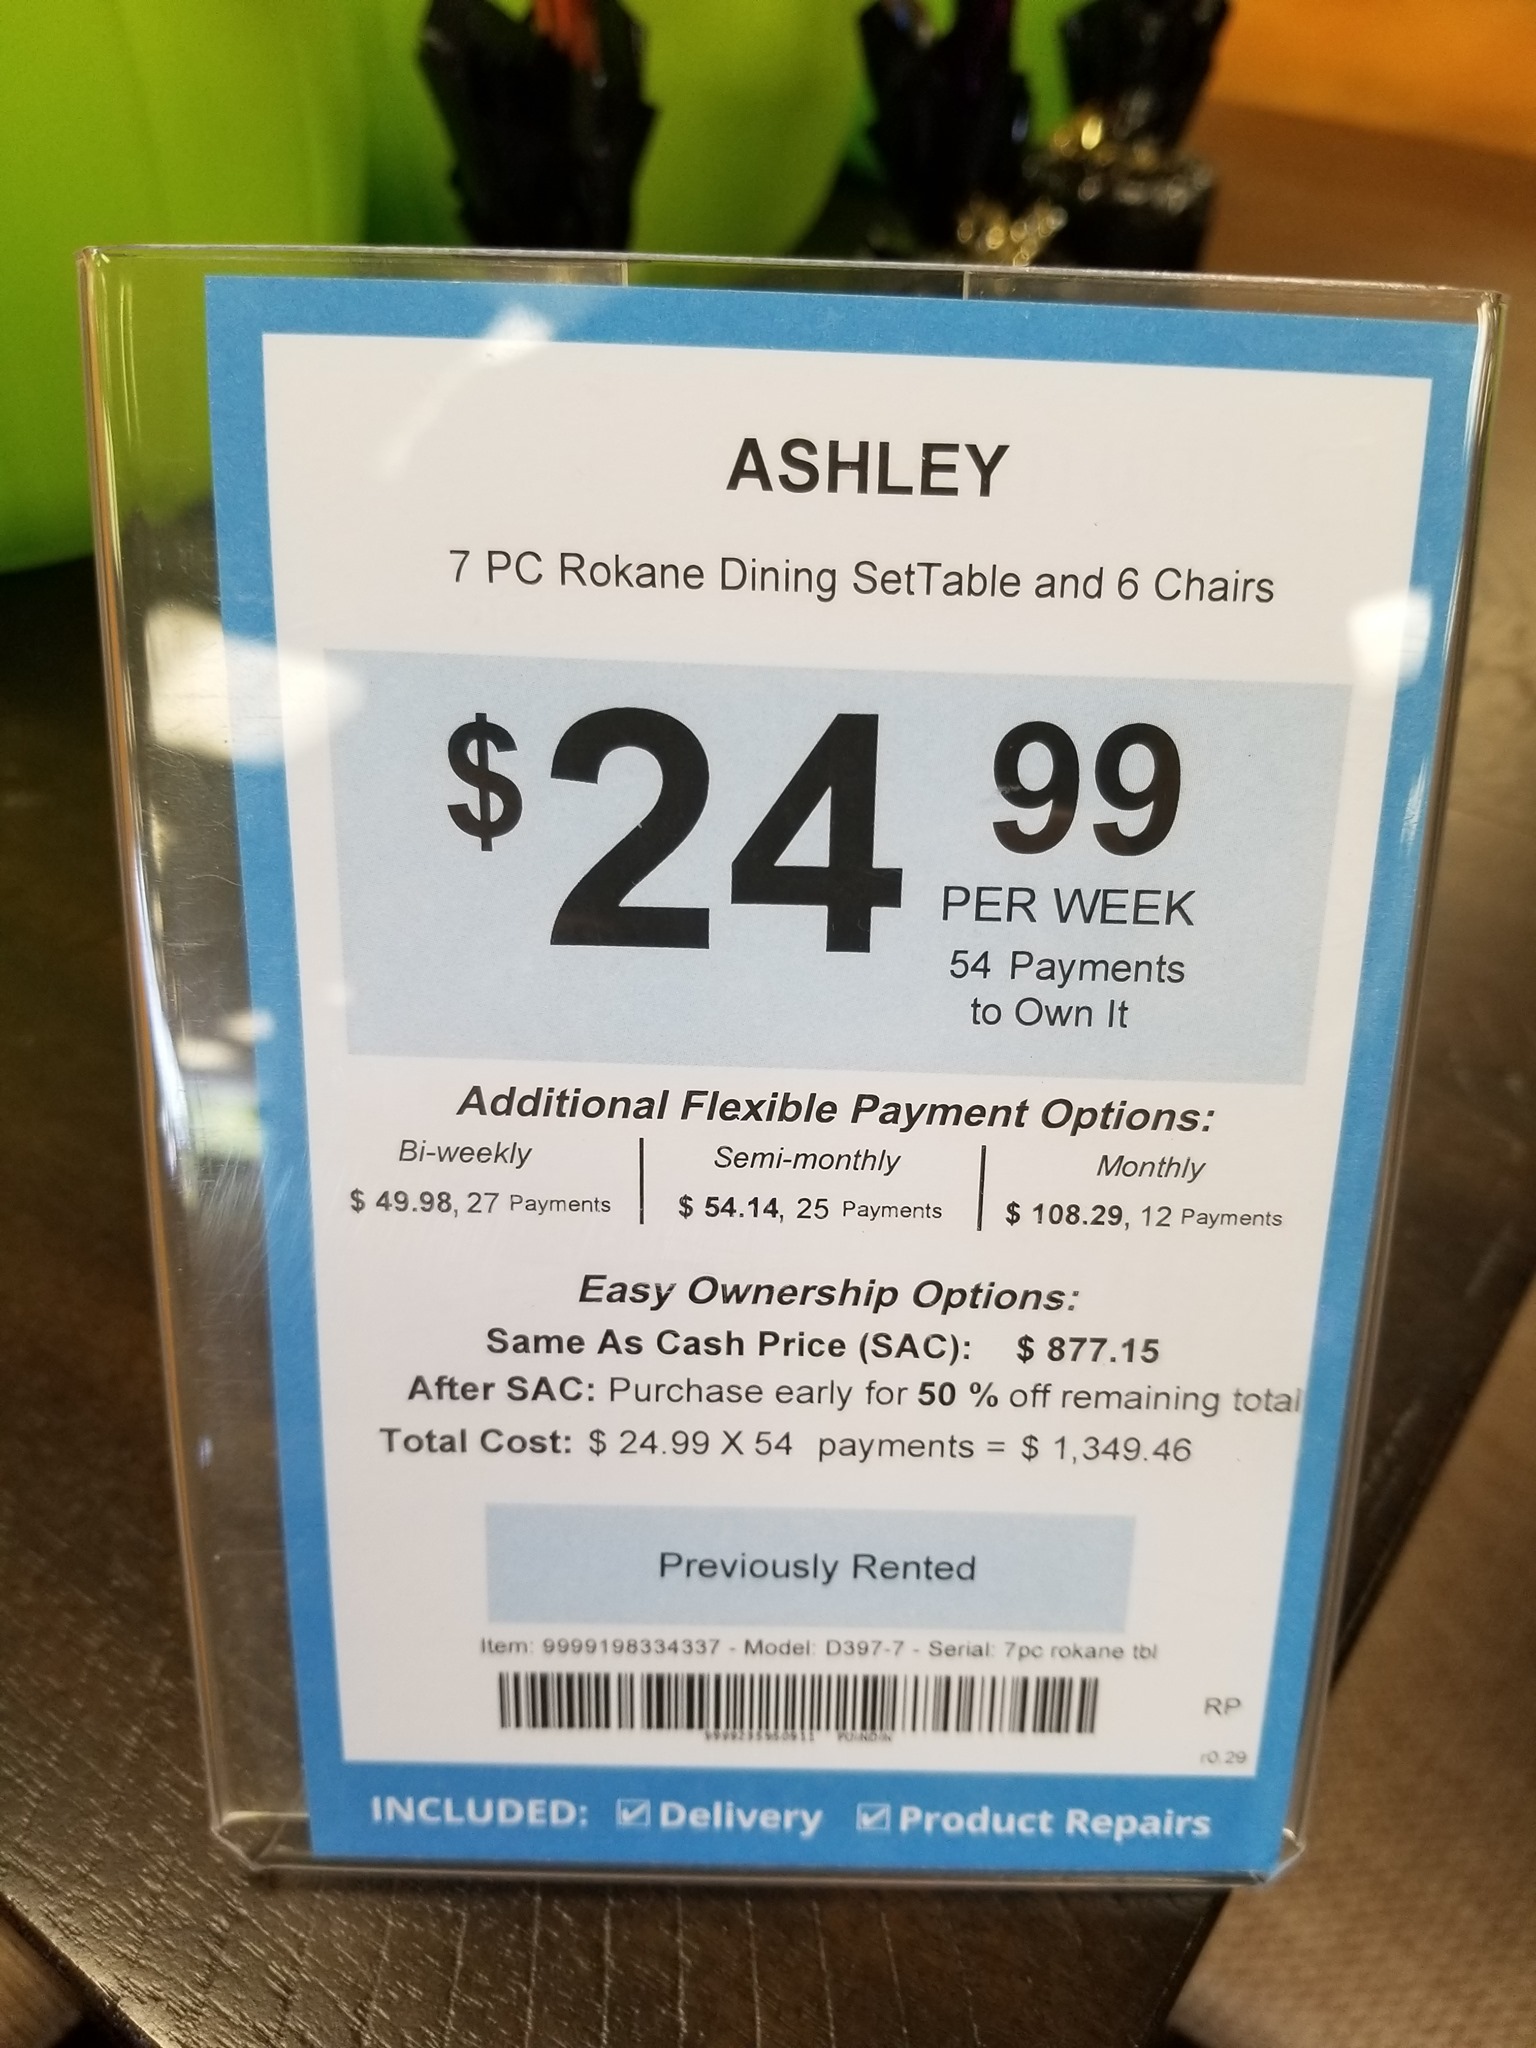 ASHLEY
7 PC Rokane Dining SetTable and 6 Chairs
$24 99
PER WEEK
54 Payments
to Own It
Additional Flexible Payment Options:
Bi-weekly | Semi-monthly | Monthly
$ 49.98, 27 Payments | $ 54.14, 25 Payments | $ 108.29, 12 Payments
Easy Ownership Options:
Same As Cash Price (SAC): $ 877.15
After SAC: Purchase early for 50 % off remaining total
Total Cost: $ 24.99 X 54 payments = $ 1,349.46
Previously Rented
Item: 9999198334337 - Model: D397-7 - Serial: 7pc rokane tbl
RP
r0.29
INCLUDED: ☑ Delivery ☑ Product Repairs